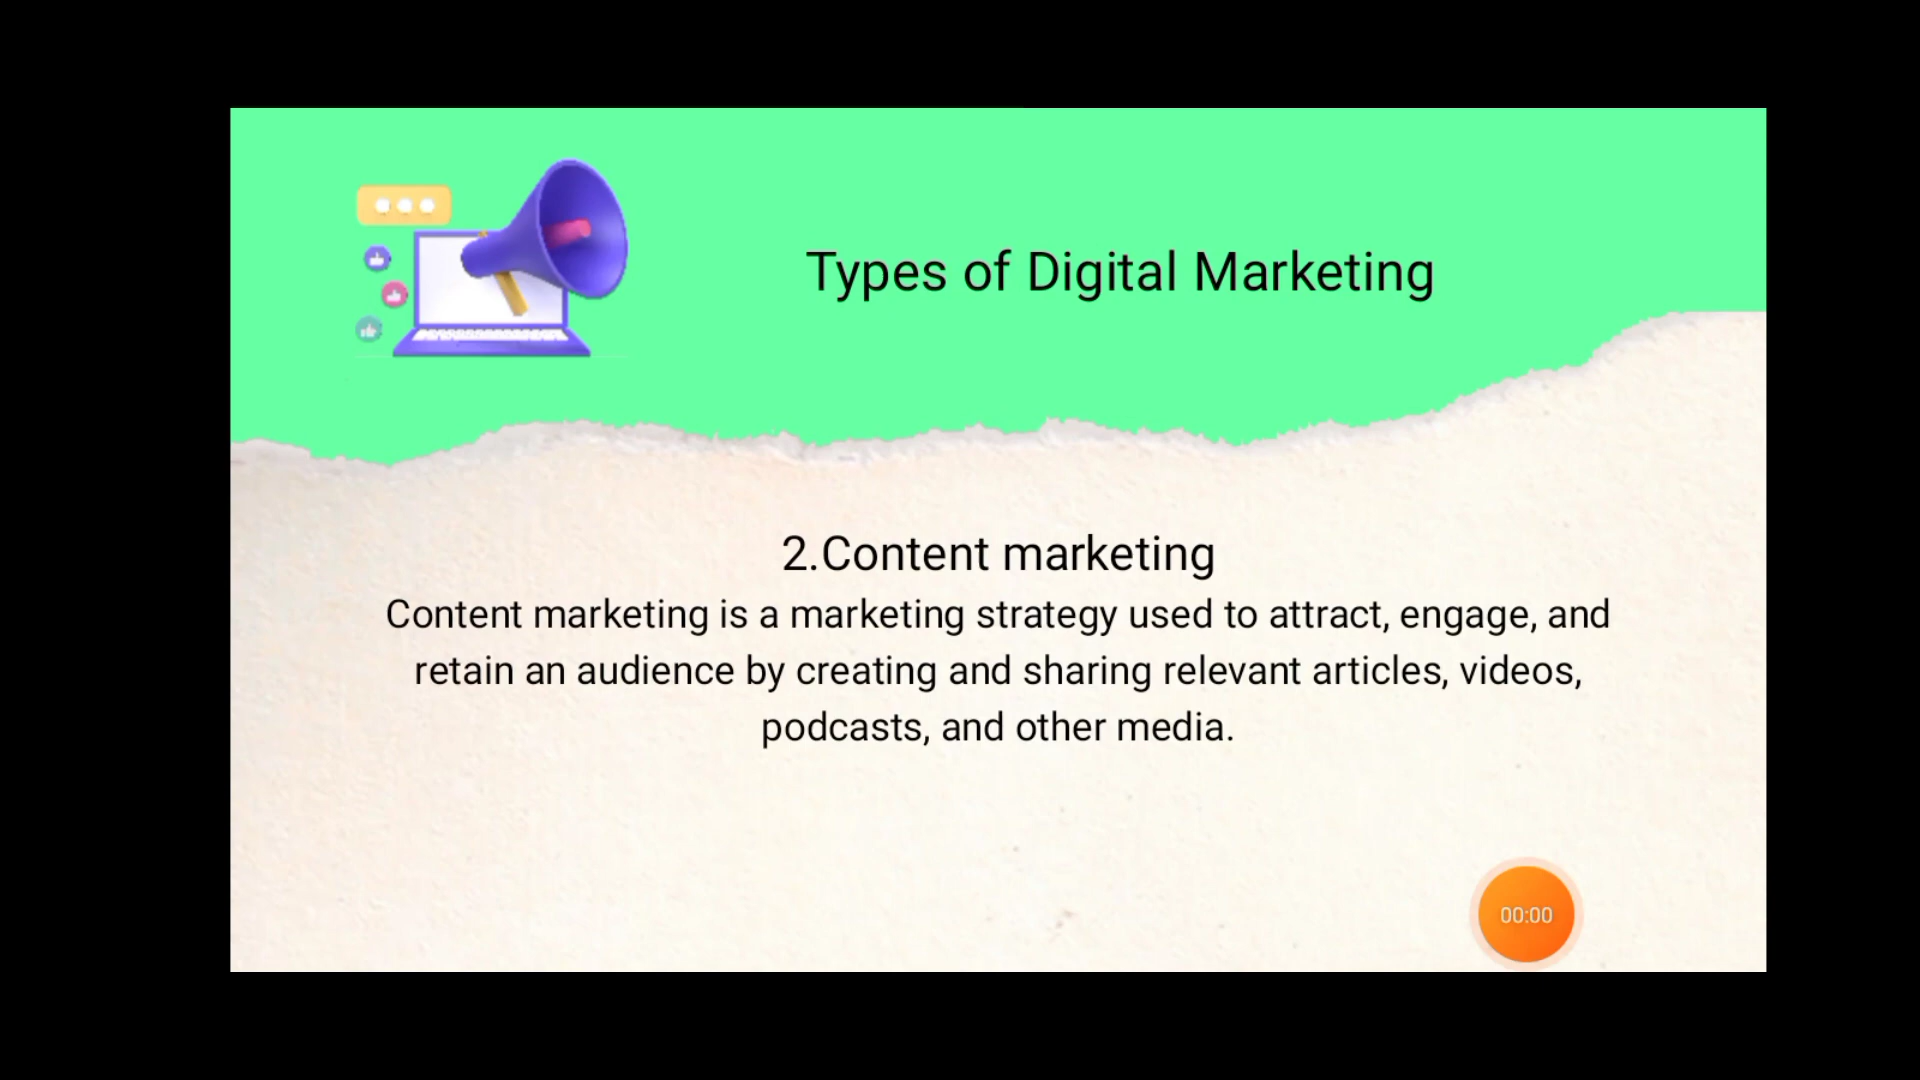 Types of Digital Marketing
2.Content marketing
Content marketing is a marketing strategy used to attract, engage, and
retain an audience by creating and sharing relevant articles, videos,
podcasts, and other media.
00:00